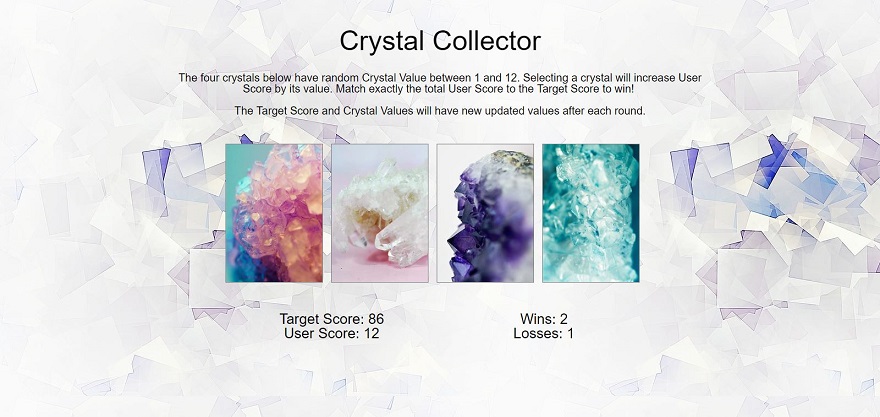 Crystal Collector
The four crystals below have random Crystal Value between 1 and 12. Selecting a crystal will increase User
Score by its value. Match exactly the total User Score to the Target Score to win!
The Target Score and Crystal Values will have new updated values after each round.
Target Score: 86
User Score: 12
Wins: 2
Losses: 1